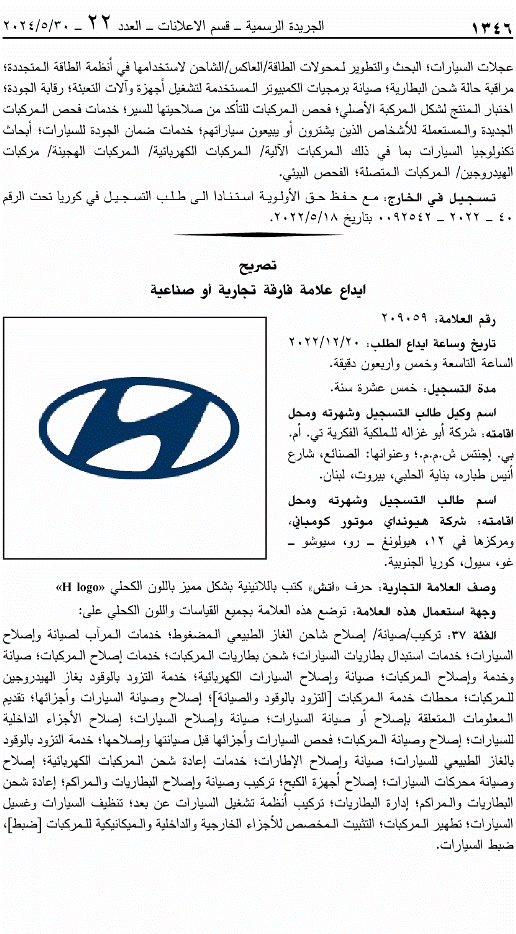 ١٣٤٦
الجريدة الرسمية ـ قسم الاعلانات ـ العدد ٢٢ ـ ٢٠٢٤/٥/٣٠
عجلات السيارات؛ البحث والتطوير لمحولات الطاقة/العاكس/الشاحن لاستخدامها في أنظمة الطاقة المتجددة؛
مراقبة حالة شحن البطارية؛ صيانة برمجيات الكمبيوتر المستخدمة لتشغيل أجهزة وآلات التعبئة؛ رقابة الجودة؛
اختبار المنتج لشكل المركبة الأصلي؛ فحص المركبات للتأكد من صلاحيتها للسير؛ خدمات فحص المركبات
الجديدة والمستعملة للأشخاص الذين يشترون أو يبيعون سياراتهم؛ خدمات ضمان الجودة للسيارات؛ أبحاث
تكنولوجيا السيارات بما في ذلك المركبات الآلية/ المركبات الكهربائية/ المركبات الهجينة/ مركبات
الهيدروجين/ المركبات المتصلة؛ الفحص البيئي.
تسجيل في الخارج: مع حفظ حق الأولوية استنادا الى طلب التسجيل في كوريا تحت الرقم
٤٠ ـ ٢٠٢٢ ـ ٠٠٩٢٥٤٢ بتاريخ ٢٠٢٢/٥/١٨.
تصريح
ايداع علامة فارقة تجارية أو صناعية
رقم العلامة: ٢٠٩٠٥٩
تاريخ وساعة ايداع الطلب: ٢٠٢٢/١٢/٢٠
الساعة التاسعة وخمس واربعون دقيقة.
مدة التسجيل: خمس عشرة سنة.
اسم وكيل طالب التسجيل وشهرته ومحل
اقامته: شركة أبو غزاله للملكية الفكرية تي. أم.
بي. إجنتس ش.م.م.؛ وعنوانها: الصنائع، شارع
أنيس طباره، بناية الحلبي، بيروت، لبنان.
اسم طالب التسجيل وشهرته ومحل
اقامته: شركة هيونداي موتور كومباني،
ومركزها في ١٢، هيولونغ ـ رو، سيوشو ـ
غو، سيول، كوريا الجنوبية.
وصف العلامة التجارية: حرف «اتش» كتب باللاتينية بشكل مميز باللون الكحلي «H logo»
وجهة استعمال هذه العلامة: توضع هذه العلامة بجميع القياسات واللون الكحلي على:
الفئة ٣٧: تركيب/صيانة/ إصلاح شاحن الغاز الطبيعي المضغوط؛ خدمات المرآب لصيانة وإصلاح
السيارات؛ خدمات استبدال بطاريات السيارات؛ شحن بطاريات المركبات؛ خدمات إصلاح المركبات؛ صيانة
وخدمة وإصلاح المركبات؛ صيانة وإصلاح السيارات الكهربائية؛ خدمة التزود بالوقود بغاز الهيدروجين
للمركبات؛ محطات خدمة المركبات [التزود بالوقود والصيانة]؛ إصلاح وصيانة السيارات وأجزائها؛ تقديم
المعلومات المتعلقة بإصلاح أو صيانة السيارات؛ صيانة وإصلاح السيارات؛ إصلاح الأجزاء الداخلية
للسيارات؛ إصلاح وصيانة المركبات؛ فحص السيارات وأجزائها قبل صيانتها وإصلاحها؛ خدمة التزود بالوقود
بالغاز الطبيعي للسيارات؛ صيانة وإصلاح الإطارات؛ خدمات إعادة شحن المركبات الكهربائية؛ إصلاح
وصيانة محركات السيارات؛ إصلاح أجهزة الكبح؛ تركيب وصيانة وإصلاح البطاريات والمراكم؛ إعادة شحن
البطاريات والمراكم؛ إدارة البطاريات؛ تركيب أنظمة تشغيل السيارات عن بعد؛ تنظيف السيارات وغسيل
السيارات؛ تطهير المركبات؛ التثبيت المخصص للأجزاء الخارجية والداخلية والميكانيكية للمركبات [ضبط]،
ضبط السيارات.